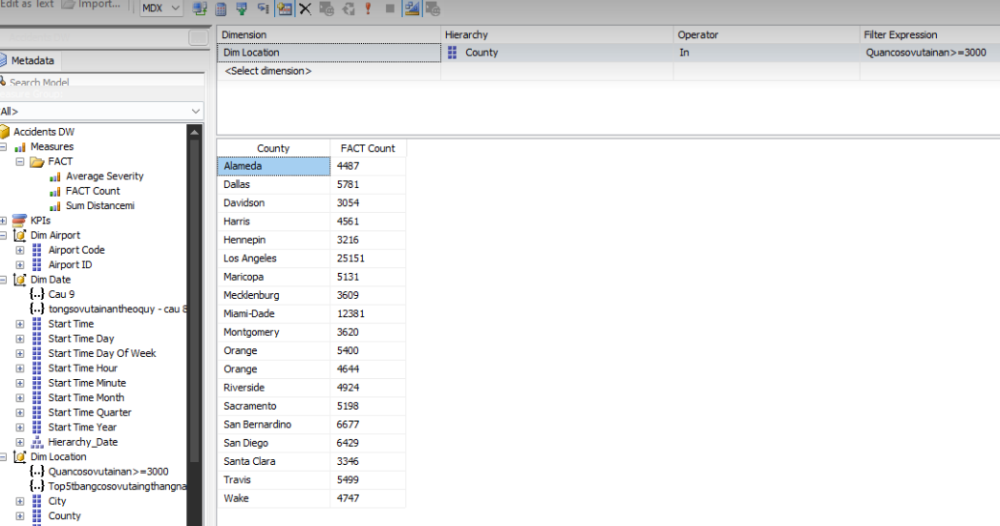 Edit as Text Import... MDX
Dimension Hierarchy Operator Filter Expression
Dim Location County In Quancosovutainan>=3000
<Select dimension>
Metadata
Search Model
All>
Accidents DW
Measures
FACT
Average Severity
FACT Count
Sum Distancemi
KPIs
Dim Airport
Airport Code
Airport ID
Dim Date
Cau 9
tongsovutainantheoquy - cau 8
Start Time
Start Time Day
Start Time Day Of Week
Start Time Hour
Start Time Minute
Start Time Month
Start Time Quarter
Start Time Year
Hierarchy_Date
Dim Location
Quancosovutainan>=3000
Top5tbangcosovutaingthangna
City
County
County FACT Count
Alameda 4487
Dallas 5781
Davidson 3054
Harris 4561
Hennepin 3216
Los Angeles 25151
Maricopa 5131
Mecklenburg 3609
Miami-Dade 12381
Montgomery 3620
Orange 5400
Orange 4644
Riverside 4924
Sacramento 5198
San Bernardino 6677
San Diego 6429
Santa Clara 3346
Travis 5499
Wake 4747